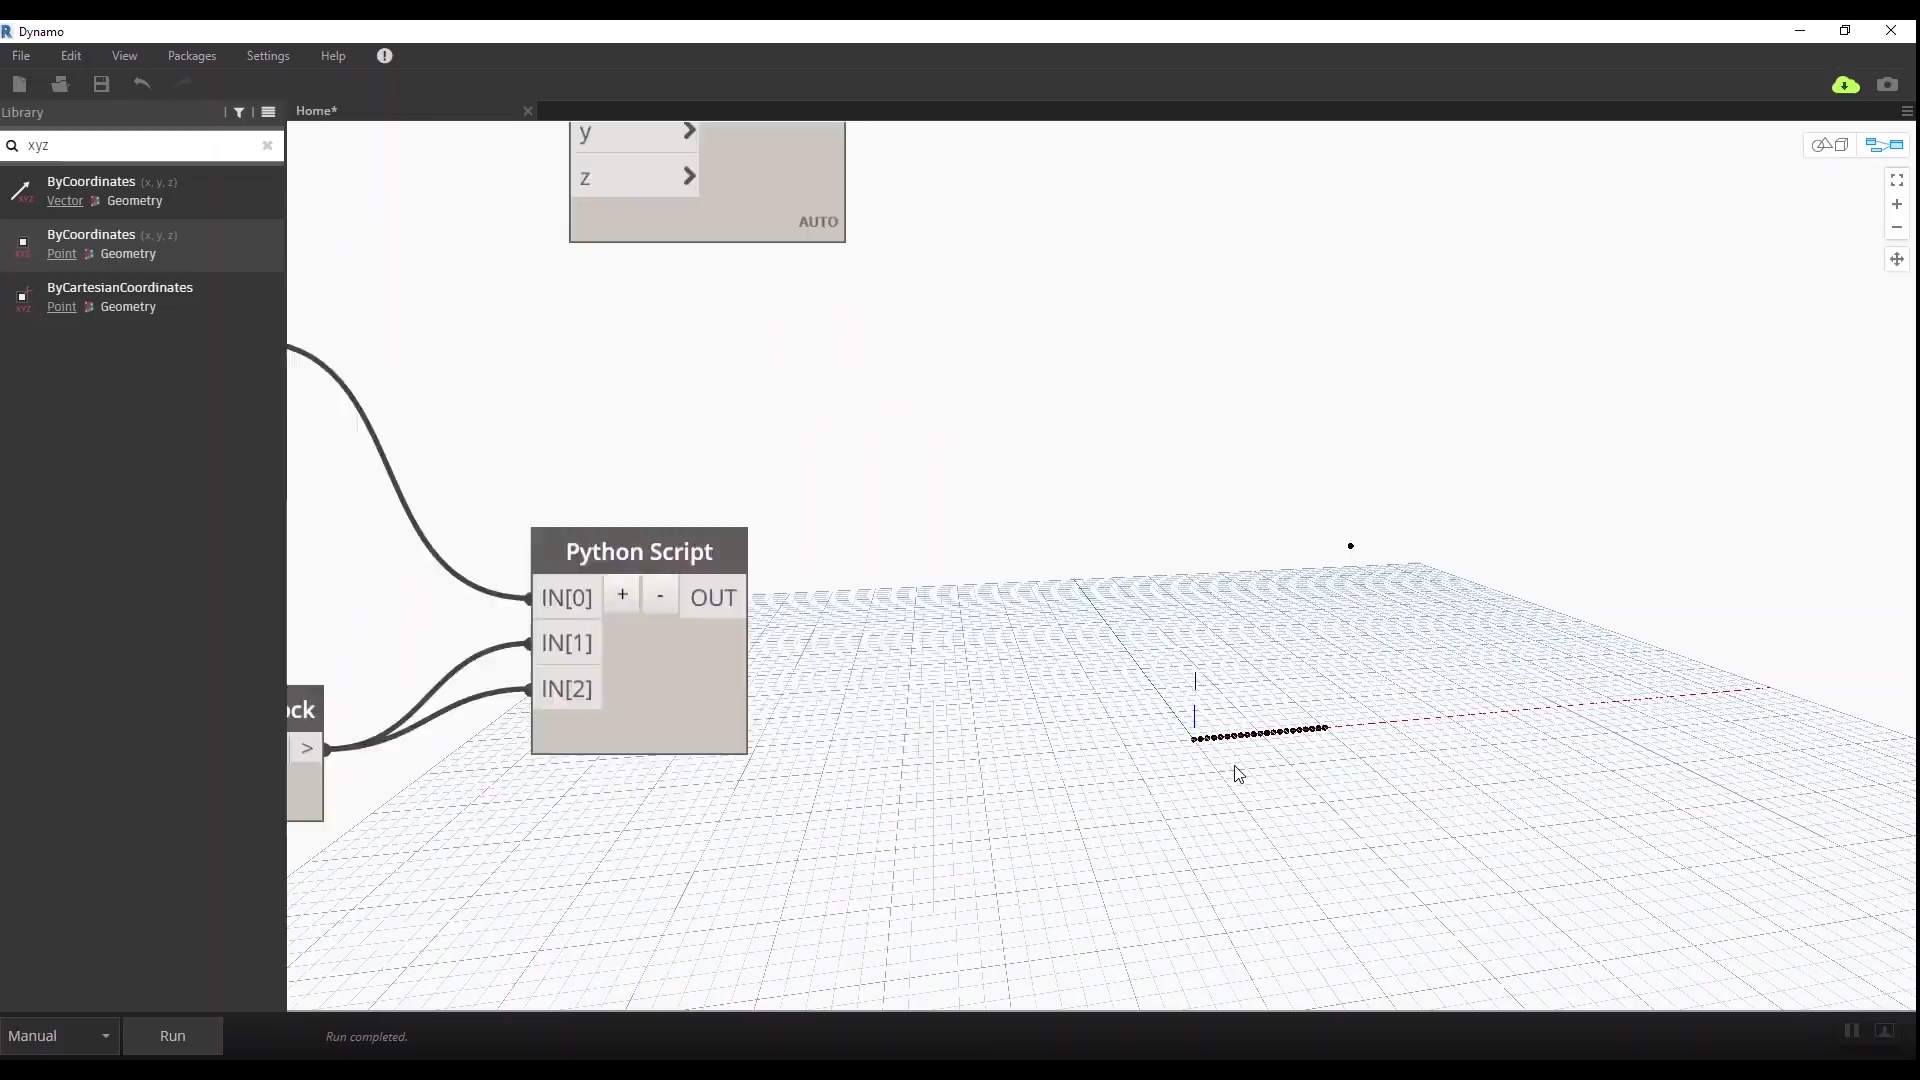 Dynamo
File Edit View Packages Settings Help
Library
Home*
xyz
ByCoordinates (x, y, z)
Vector Geometry
ByCoordinates (x, y, z)
Point Geometry
ByCartesianCoordinates
Point Geometry
y >
z >
AUTO
Python Script
IN[0] + - OUT
IN[1]
IN[2]
ock
>
Manual Run Run completed.